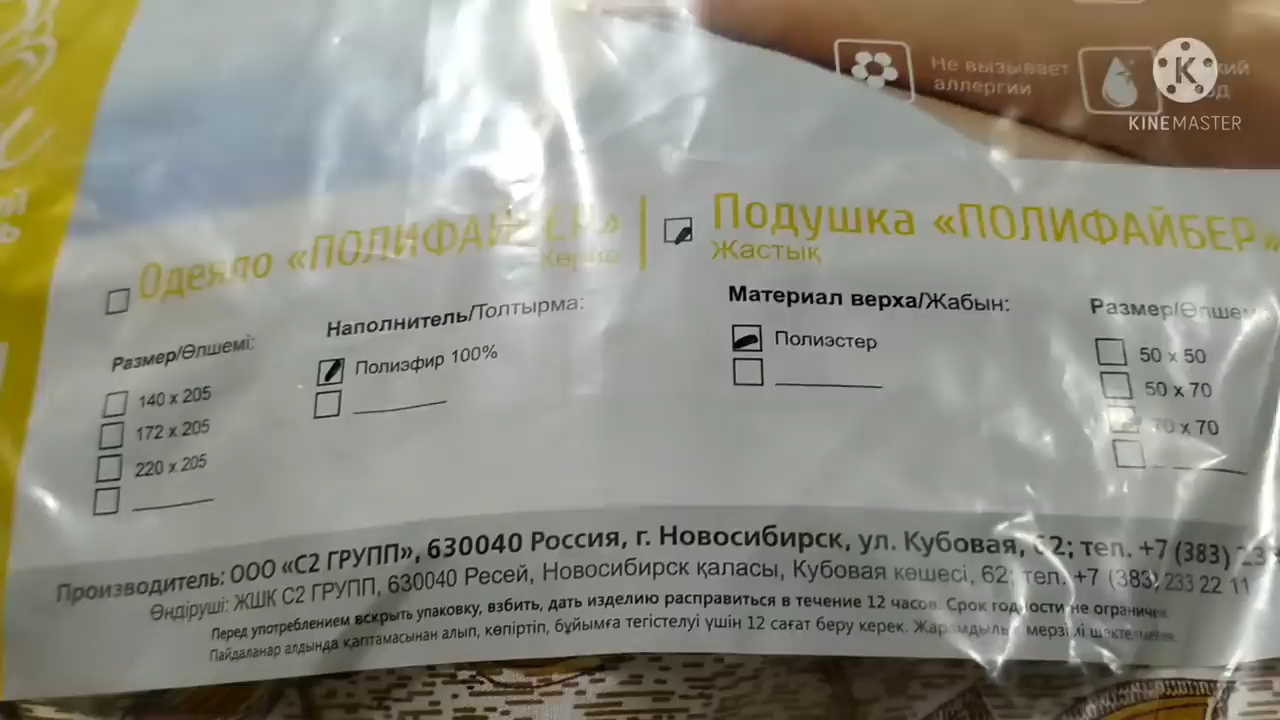 Не вызывает
аллергии
KINEMASTER
Одеяло «ПОЛИФАЙБЕР»
Көрпе
Подушка «ПОЛИФАЙБЕР»
Жастық
Размер/Өлшемі:
140 x 205
172 x 205
220 x 205
Наполнитель/Толтырма:
Полиэфир 100%
Материал верха/Жабын:
Полиэстер
Размер/Өлшем
50 x 50
50 x 70
70 x 70
Производитель: ООО «С2 ГРУПП», 630040 Россия, г. Новосибирск, ул. Кубовая, 62; тел. +7 (383) 23
Өндіруші: ЖШК С2 ГРУПП, 630040 Ресей, Новосибирск қаласы, Кубовая көшесі, 62; тел. +7 (383) 233 22 11
Перед употреблением вскрыть упаковку, взбить, дать изделию расправиться в течение 12 часов. Срок годности не ограничен.
Пайдаланар алдында қаптамасынан алып, көпіртіп, бұйымға тегістелуі үшін 12 сағат беру керек. Жарамдылық мерзімі шектелмеген.